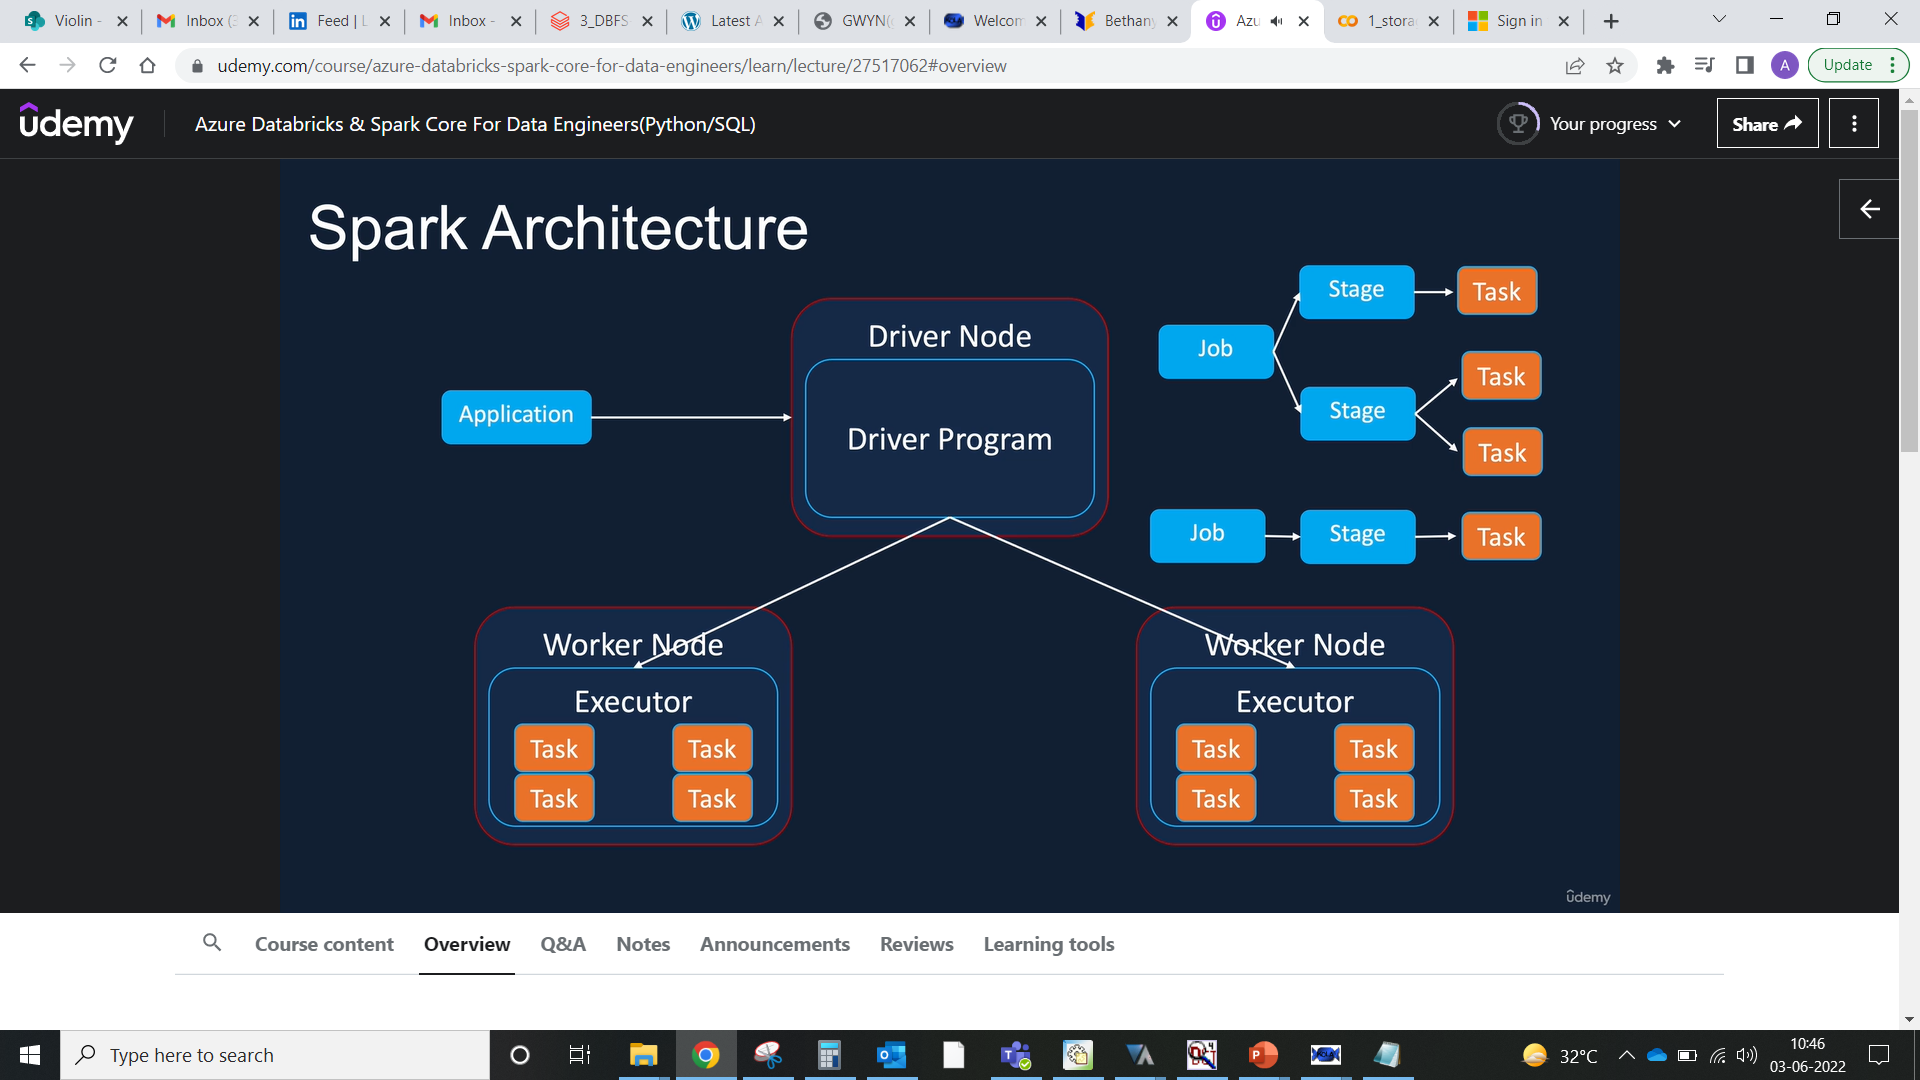 Violin -
Inbox (3
Feed | L
Inbox -
3_DBFS
Latest A
GWYN(
Welcom
Bethany
Azu
1_stora
Sign in
udemy.com/course/azure-databricks-spark-core-for-data-engineers/learn/lecture/27517062#overview
A
Update
ûdemy
Azure Databricks & Spark Core For Data Engineers(Python/SQL)
Your progress
Share
Spark Architecture
Application
Driver Node
Driver Program
Job
Stage
Task
Stage
Task
Task
Job
Stage
Task
Worker Node
Executor
Task
Task
Task
Task
Worker Node
Executor
Task
Task
Task
Task
ûdemy
Course content
Overview
Q&A
Notes
Announcements
Reviews
Learning tools
Type here to search
32°C
10:46
03-06-2022